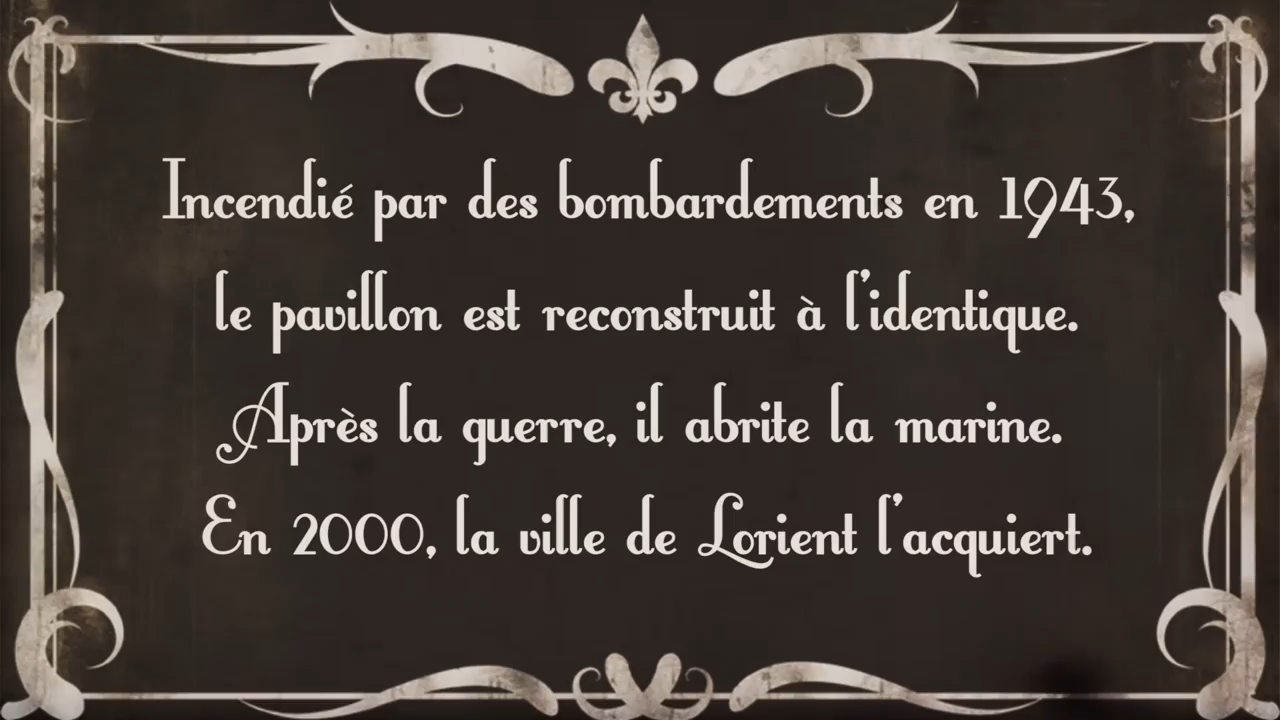 Incendié par des bombardements en 1943,
le pavillon est reconstruit à l'identique.
Après la guerre, il abrite la marine.
En 2000, la ville de Lorient l'acquiert.